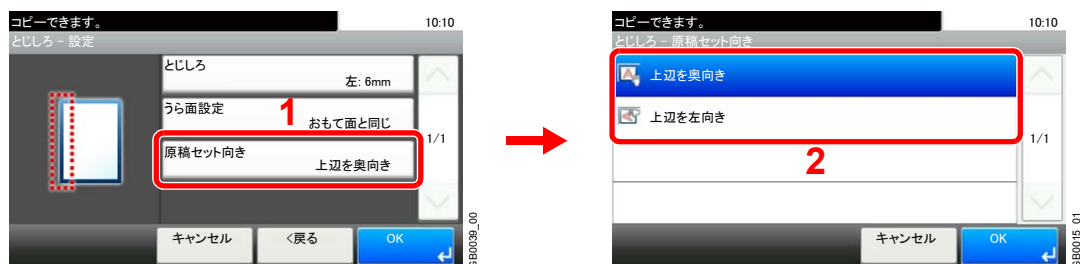 コピーできます。
10:10
とじしろ - 設定
とじしろ
左: 6mm
うら面設定
おもて面と同じ
1
1/1
原稿セット向き
上辺を奥向き
キャンセル
<戻る
OK
GB0039_00
コピーできます。
10:10
とじしろ - 原稿セット向き
上辺を奥向き
上辺を左向き
1/1
2
キャンセル
OK
GB0015_01